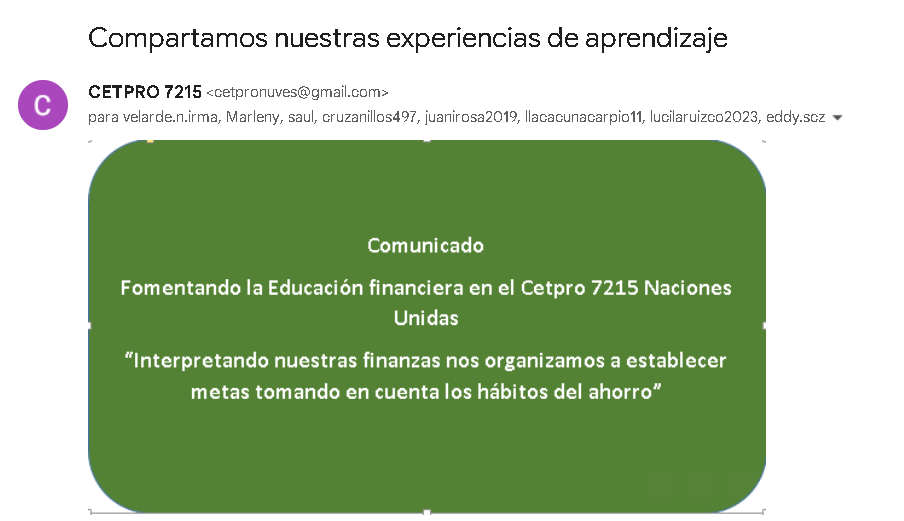 Compartamos nuestras experiencias de aprendizaje
C
CETPRO 7215 <cetpronuves@gmail.com>
para velarde.n.irma, Marleny, saul, cruzanillos497, juanirosa2019, llacacunacarpio11, lucilaruizco2023, eddy.scz
Comunicado
Fomentando la Educación financiera en el Cetpro 7215 Naciones
Unidas
“Interpretando nuestras finanzas nos organizamos a establecer
metas tomando en cuenta los hábitos del ahorro”